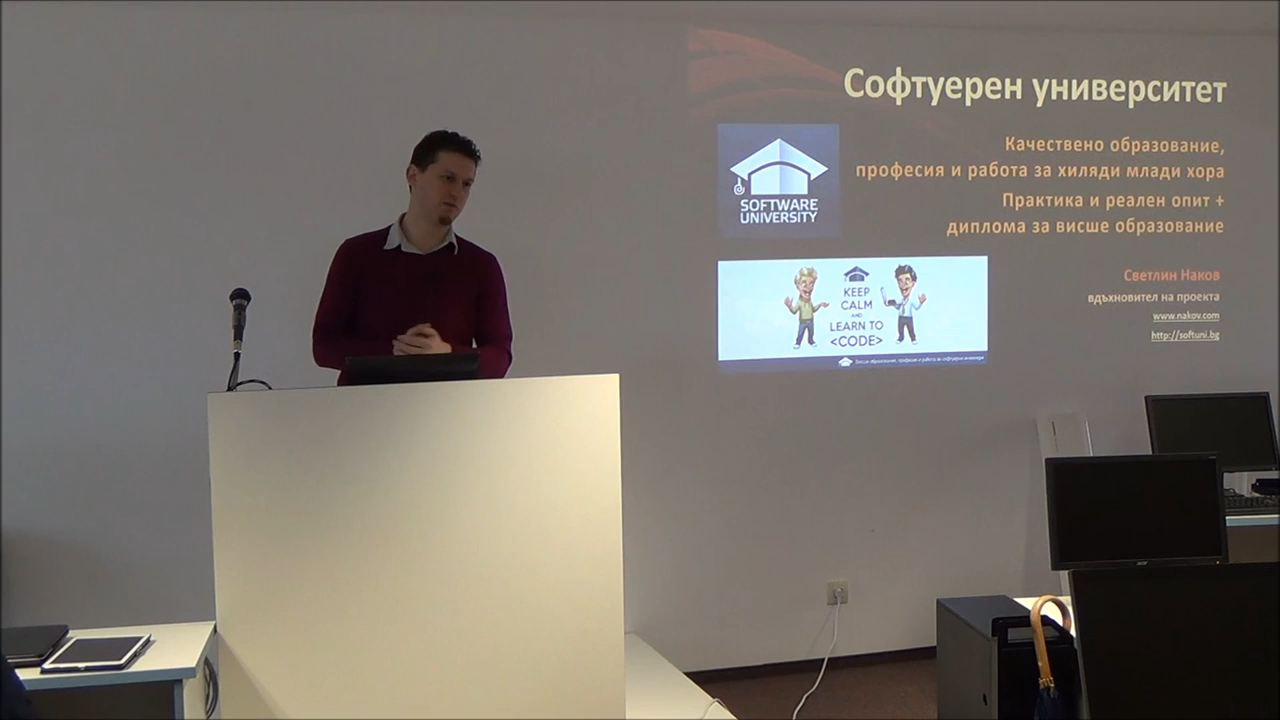 Софтуерен университет
Качествено образование,
професия и работа за хиляди млади хора
Практика и реален опит +
диплома за висше образование
SOFTWARE
UNIVERSITY
KEEP
CALM
AND
LEARN TO
<CODE>
Светлин Наков
вдъхновител на проекта
www.nakov.com
http://softuni.bg